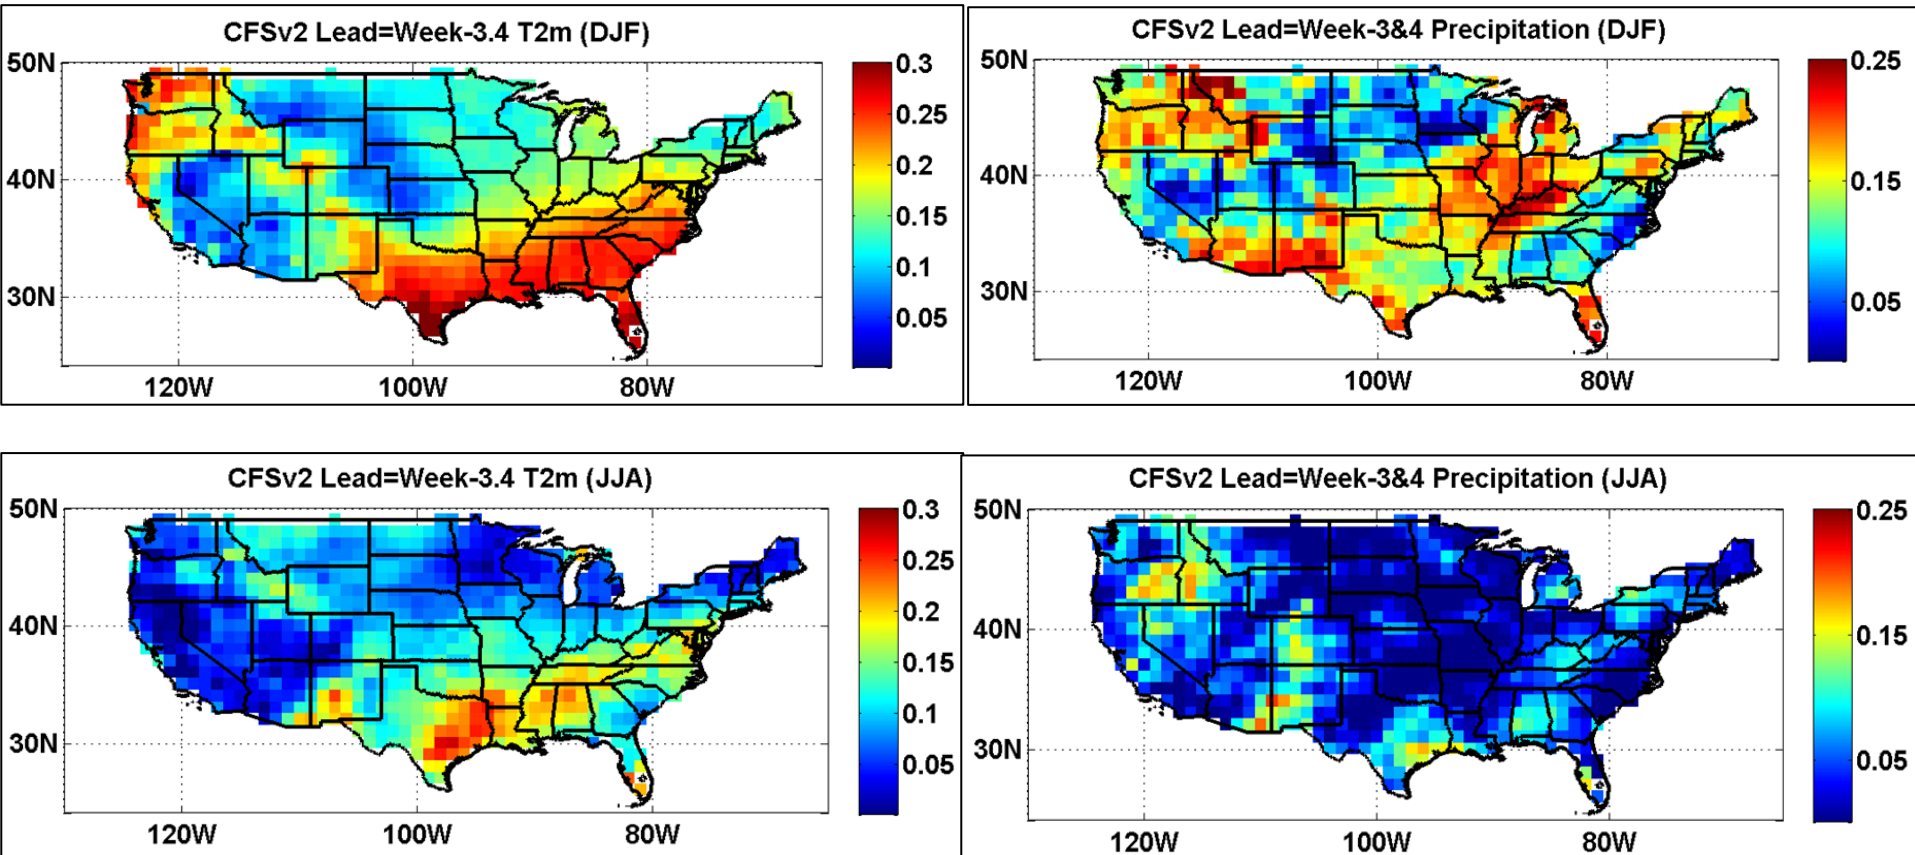 CFSv2 Lead=Week-3.4 T2m (DJF)
50N
40N
30N
120W 100W 80W
0.3
0.25
0.2
0.15
0.1
0.05
CFSv2 Lead=Week-3&4 Precipitation (DJF)
50N
40N
30N
120W 100W 80W
0.25
0.15
0.05
CFSv2 Lead=Week-3.4 T2m (JJA)
50N
40N
30N
120W 100W 80W
0.3
0.25
0.2
0.15
0.1
0.05
CFSv2 Lead=Week-3&4 Precipitation (JJA)
50N
40N
30N
120W 100W 80W
0.25
0.15
0.05